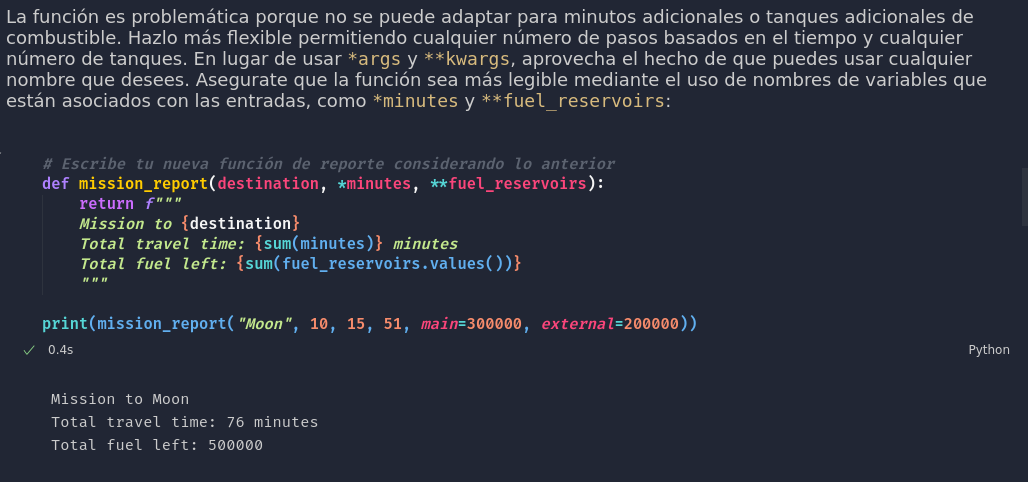 La función es problemática porque no se puede adaptar para minutos adicionales o tanques adicionales de
combustible. Hazlo más flexible permitiendo cualquier número de pasos basados en el tiempo y cualquier
número de tanques. En lugar de usar *args y **kwargs, aprovecha el hecho de que puedes usar cualquier
nombre que desees. Asegurate que la función sea más legible mediante el uso de nombres de variables que
están asociados con las entradas, como *minutes y **fuel_reservoirs:
# Escribe tu nueva función de reporte considerando lo anterior
def mission_report(destination, *minutes, **fuel_reservoirs):
    return f"""
    Mission to {destination}
    Total travel time: {sum(minutes)} minutes
    Total fuel left: {sum(fuel_reservoirs.values())}
    """
print(mission_report("Moon", 10, 15, 51, main=300000, external=200000))
✓ 0.4s Python
Mission to Moon
Total travel time: 76 minutes
Total fuel left: 500000